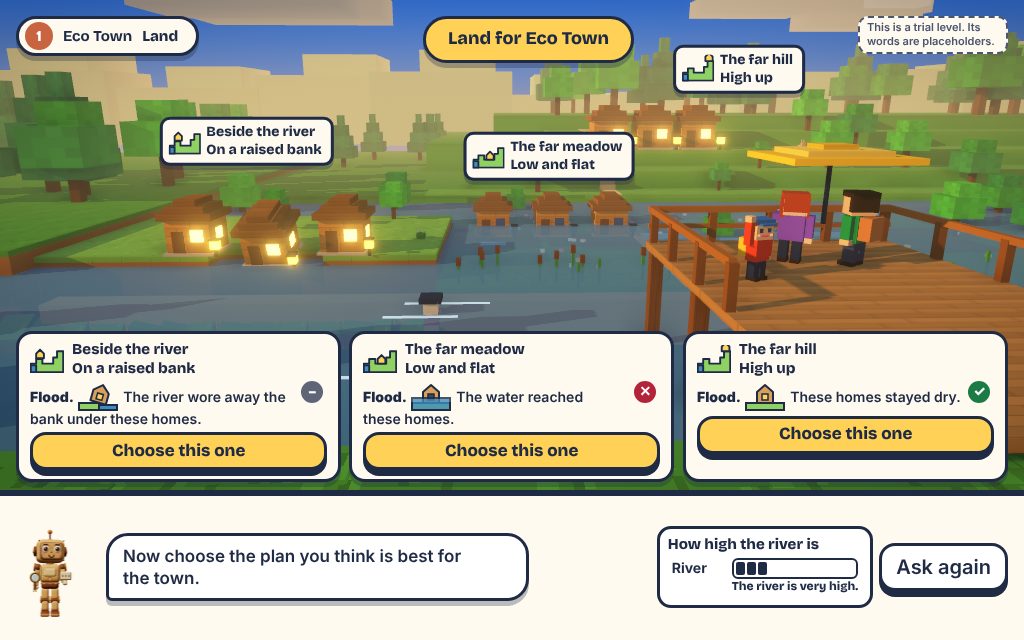 1 Eco Town Land
Land for Eco Town
This is a trial level. Its
words are placeholders.
The far hill
High up
Beside the river
On a raised bank
The far meadow
Low and flat
Beside the river
On a raised bank
Flood. The river wore away the
bank under these homes.
Choose this one
The far meadow
Low and flat
Flood. The water reached
these homes.
Choose this one
The far hill
High up
Flood. These homes stayed dry.
Choose this one
Now choose the plan you think is best for
the town.
How high the river is
River
The river is very high.
Ask again